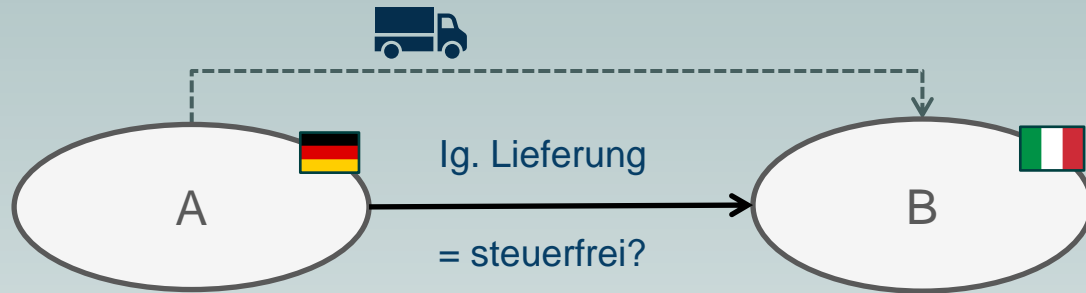 A
Ig. Lieferung
= steuerfrei?
B